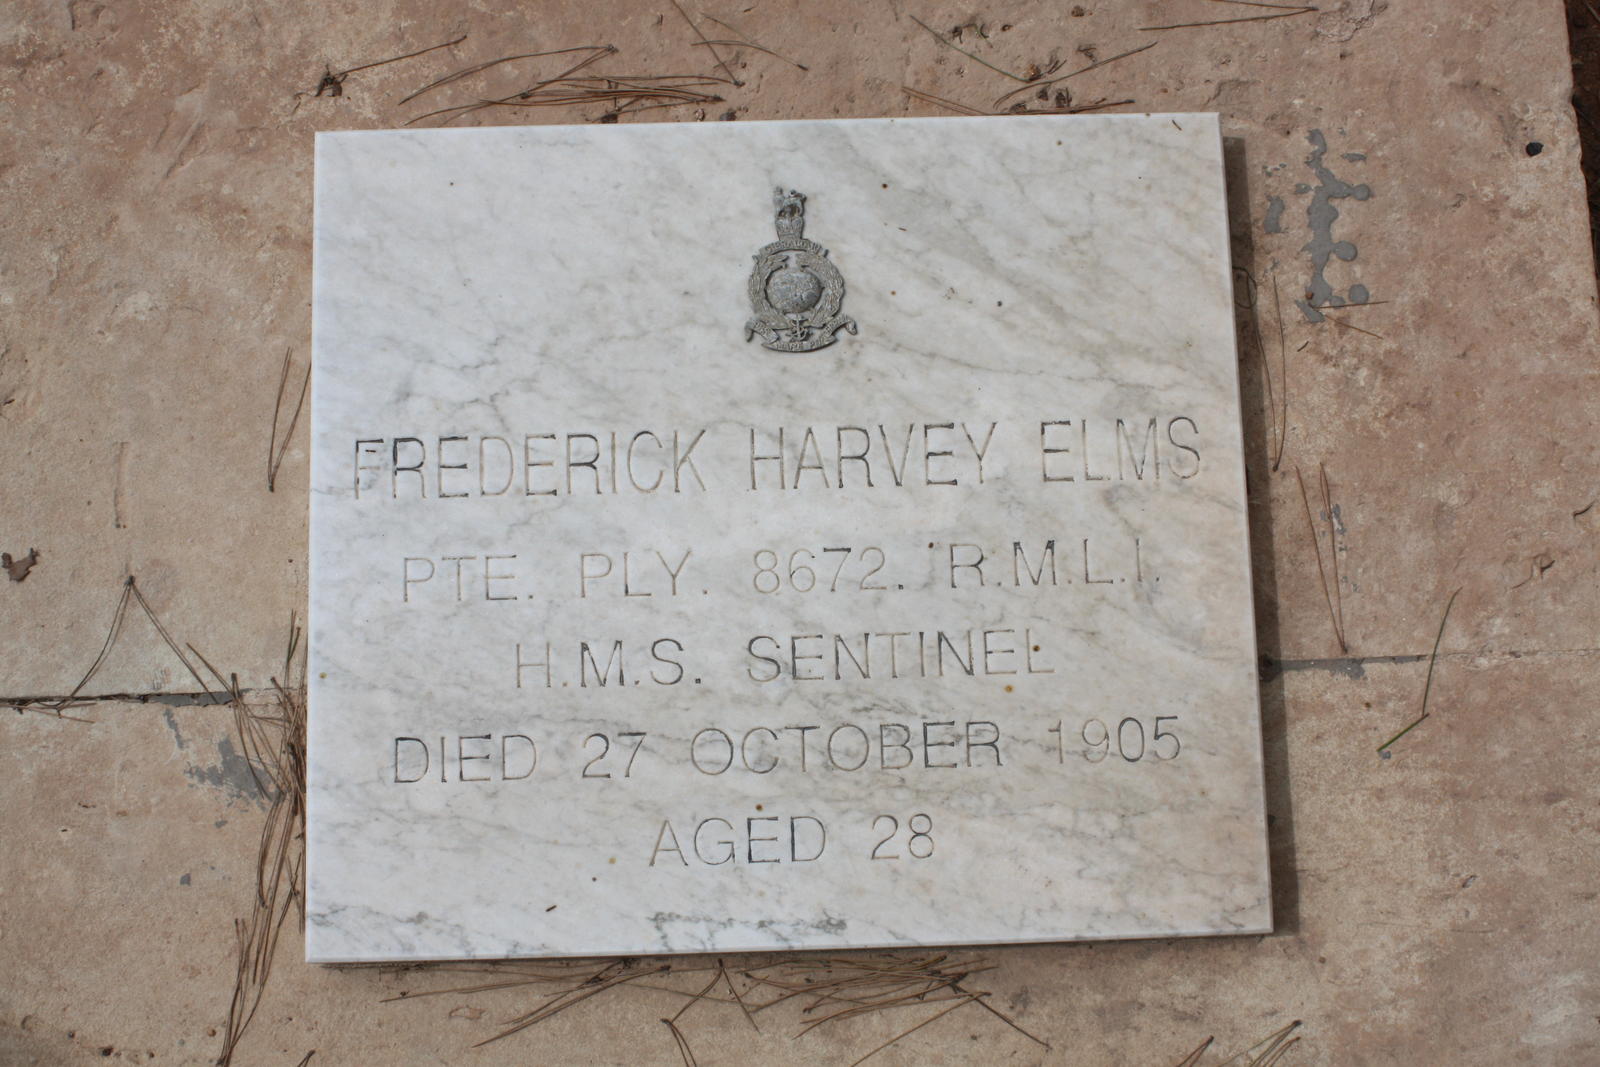 FREDERICK HARVEY ELMS
PTE. PLY. 8672. R.M.L.I.
H.M.S. SENTINEL
DIED 27 OCTOBER 1905
AGED 28